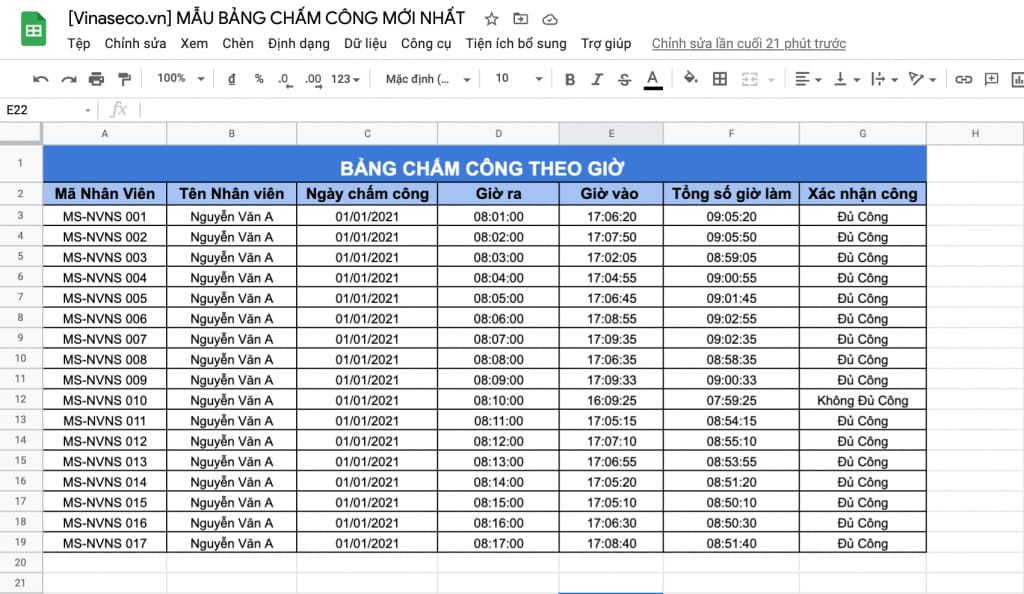 [Vinaseco.vn] MẪU BẢNG CHẤM CÔNG MỚI NHẤT
Tệp Chỉnh sửa Xem Chèn Định dạng Dữ liệu Công cụ Tiện ích bổ sung Trợ giúp Chỉnh sửa lần cuối 21 phút trước
100% đ % .0 .00 123 Mặc định (... 10 B I S A
E22 fx
A B C D E F G H
1 BẢNG CHẤM CÔNG THEO GIỜ
2 Mã Nhân Viên Tên Nhân viên Ngày chấm công Giờ ra Giờ vào Tổng số giờ làm Xác nhận công
3 MS-NVNS 001 Nguyễn Văn A 01/01/2021 08:01:00 17:06:20 09:05:20 Đủ Công
4 MS-NVNS 002 Nguyễn Văn A 01/01/2021 08:02:00 17:07:50 09:05:50 Đủ Công
5 MS-NVNS 003 Nguyễn Văn A 01/01/2021 08:03:00 17:02:05 08:59:05 Đủ Công
6 MS-NVNS 004 Nguyễn Văn A 01/01/2021 08:04:00 17:04:55 09:00:55 Đủ Công
7 MS-NVNS 005 Nguyễn Văn A 01/01/2021 08:05:00 17:06:45 09:01:45 Đủ Công
8 MS-NVNS 006 Nguyễn Văn A 01/01/2021 08:06:00 17:08:55 09:02:55 Đủ Công
9 MS-NVNS 007 Nguyễn Văn A 01/01/2021 08:07:00 17:09:35 09:02:35 Đủ Công
10 MS-NVNS 008 Nguyễn Văn A 01/01/2021 08:08:00 17:06:35 08:58:35 Đủ Công
11 MS-NVNS 009 Nguyễn Văn A 01/01/2021 08:09:00 17:09:33 09:00:33 Đủ Công
12 MS-NVNS 010 Nguyễn Văn A 01/01/2021 08:10:00 16:09:25 07:59:25 Không Đủ Công
13 MS-NVNS 011 Nguyễn Văn A 01/01/2021 08:11:00 17:05:15 08:54:15 Đủ Công
14 MS-NVNS 012 Nguyễn Văn A 01/01/2021 08:12:00 17:07:10 08:55:10 Đủ Công
15 MS-NVNS 013 Nguyễn Văn A 01/01/2021 08:13:00 17:06:55 08:53:55 Đủ Công
16 MS-NVNS 014 Nguyễn Văn A 01/01/2021 08:14:00 17:05:20 08:51:20 Đủ Công
17 MS-NVNS 015 Nguyễn Văn A 01/01/2021 08:15:00 17:05:10 08:50:10 Đủ Công
18 MS-NVNS 016 Nguyễn Văn A 01/01/2021 08:16:00 17:06:30 08:50:30 Đủ Công
19 MS-NVNS 017 Nguyễn Văn A 01/01/2021 08:17:00 17:08:40 08:51:40 Đủ Công
20
21